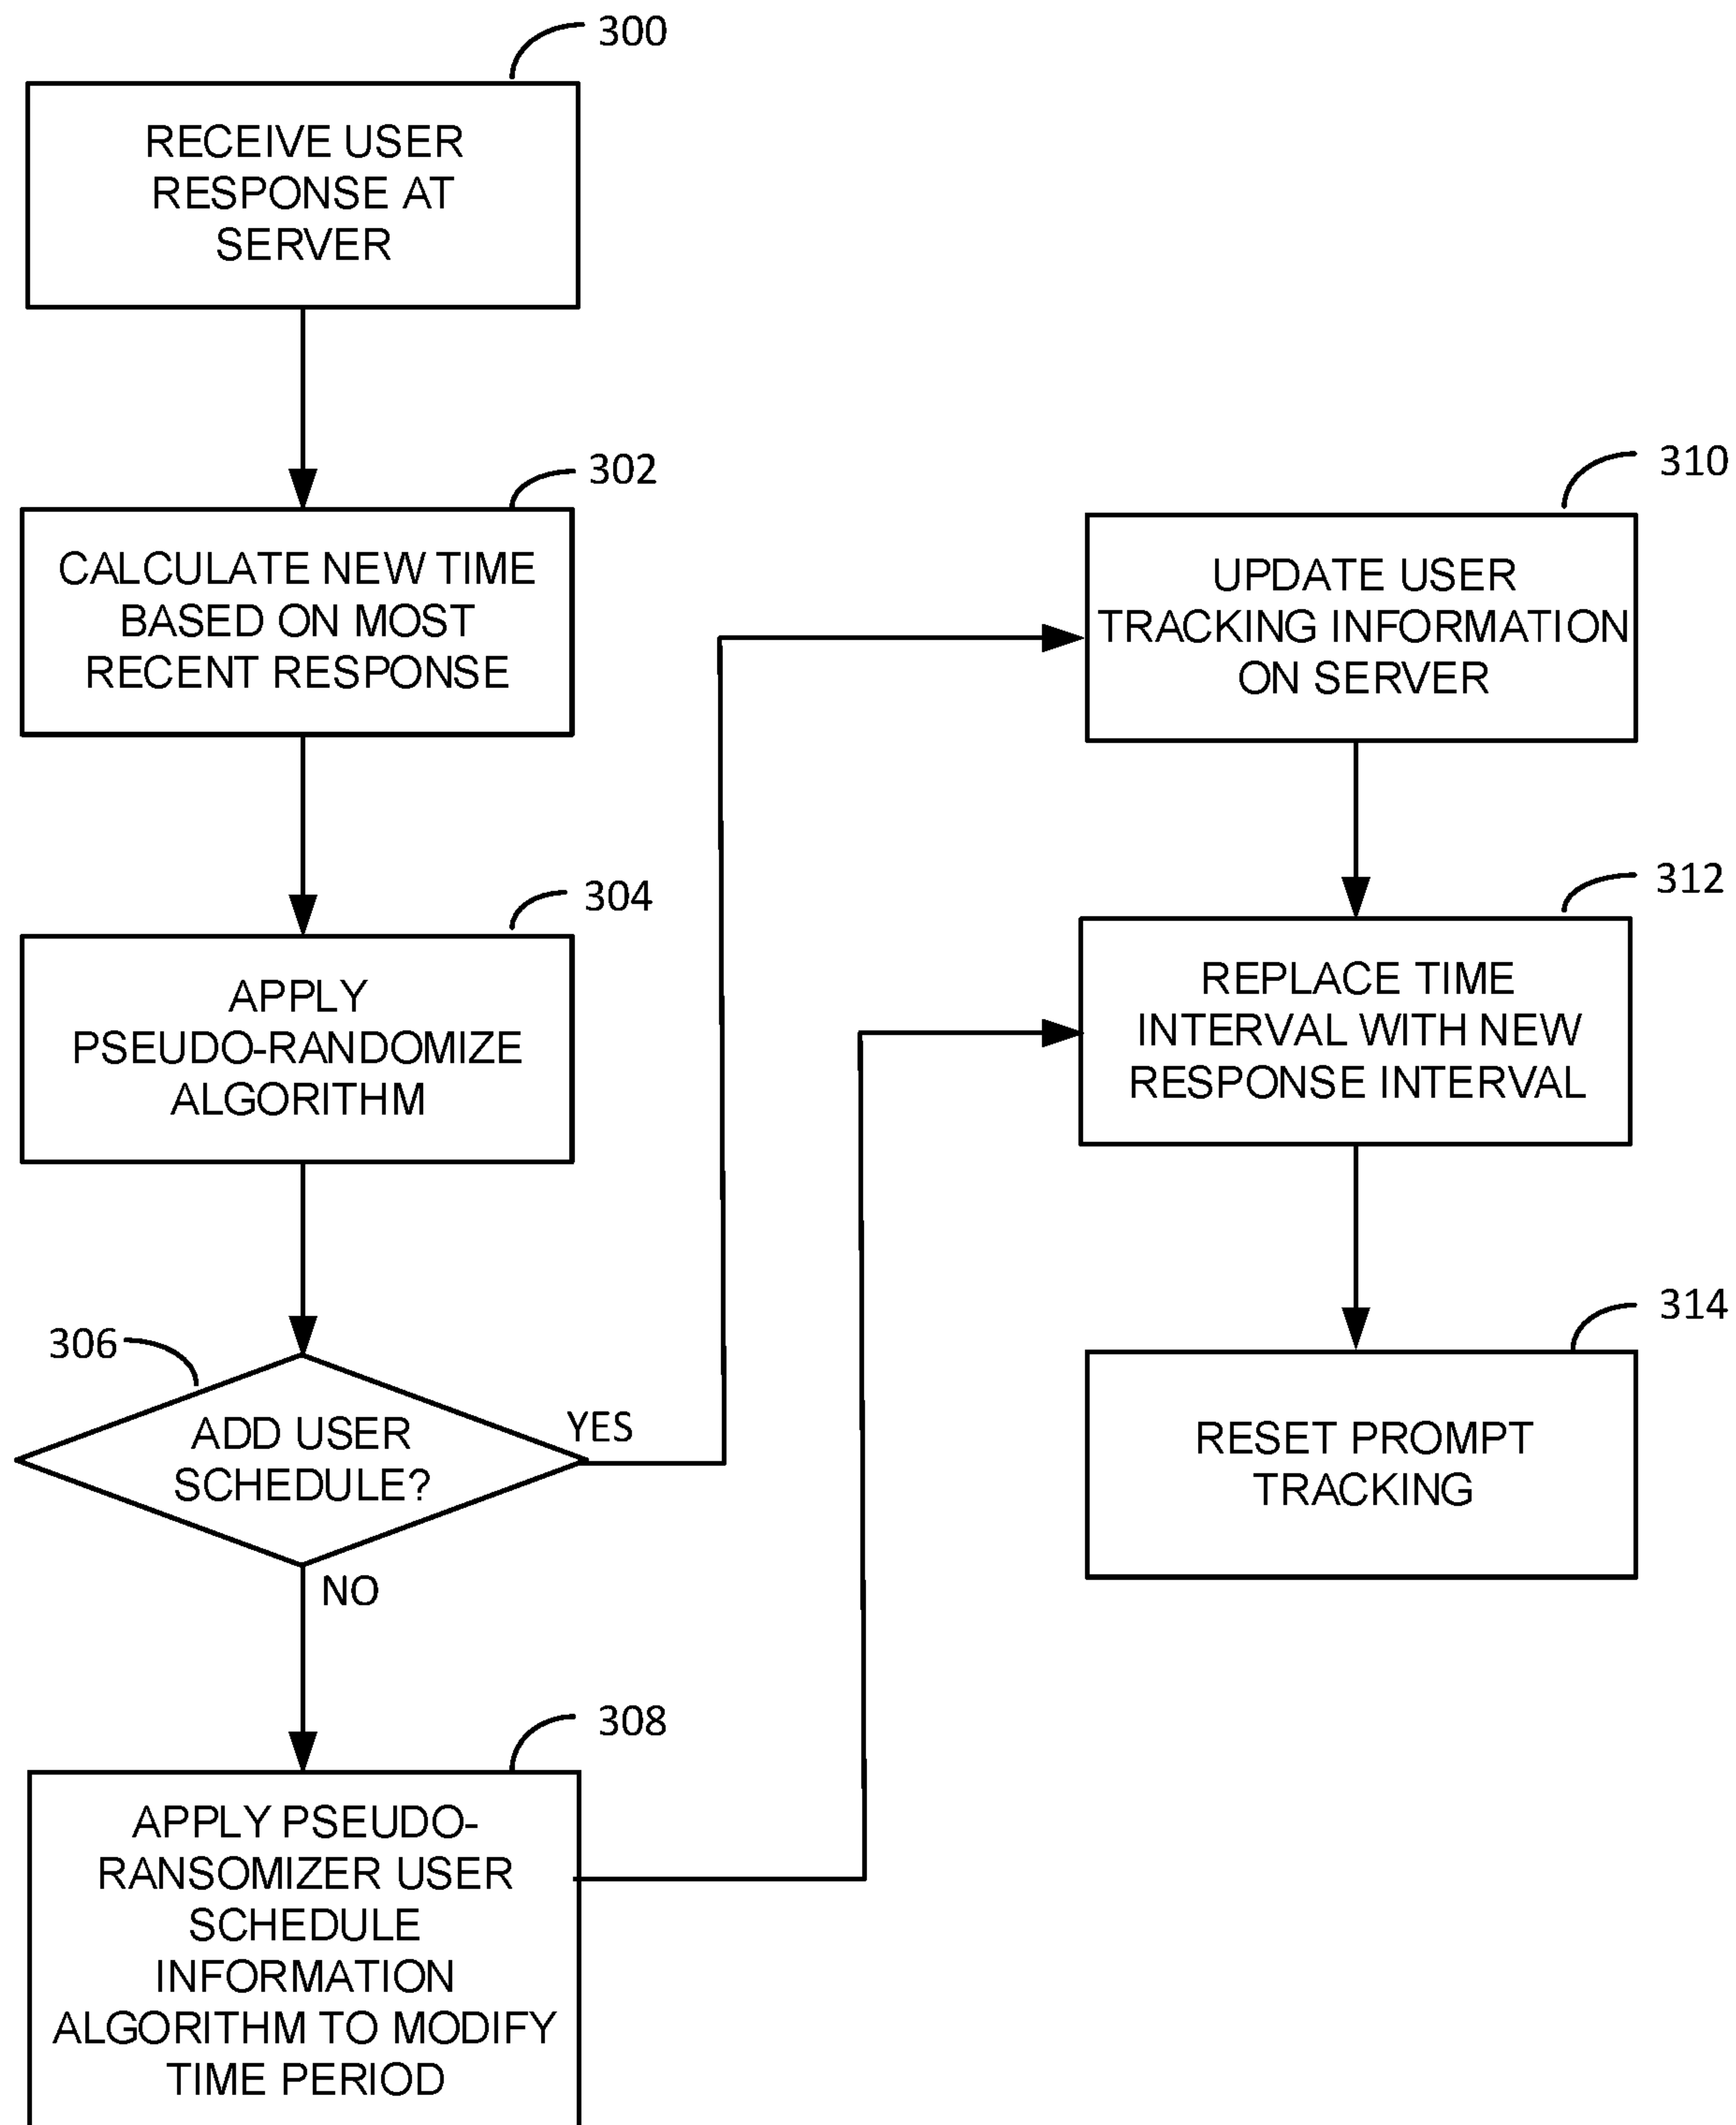 300
RECEIVE USER
RESPONSE AT
SERVER
302
CALCULATE NEW TIME
BASED ON MOST
RECENT RESPONSE
304
APPLY
PSEUDO-RANDOMIZE
ALGORITHM
306
ADD USER
SCHEDULE?
YES
NO
308
APPLY PSEUDO-
RANSOMIZER USER
SCHEDULE
INFORMATION
ALGORITHM TO MODIFY
TIME PERIOD
310
UPDATE USER
TRACKING INFORMATION
ON SERVER
312
REPLACE TIME
INTERVAL WITH NEW
RESPONSE INTERVAL
314
RESET PROMPT
TRACKING